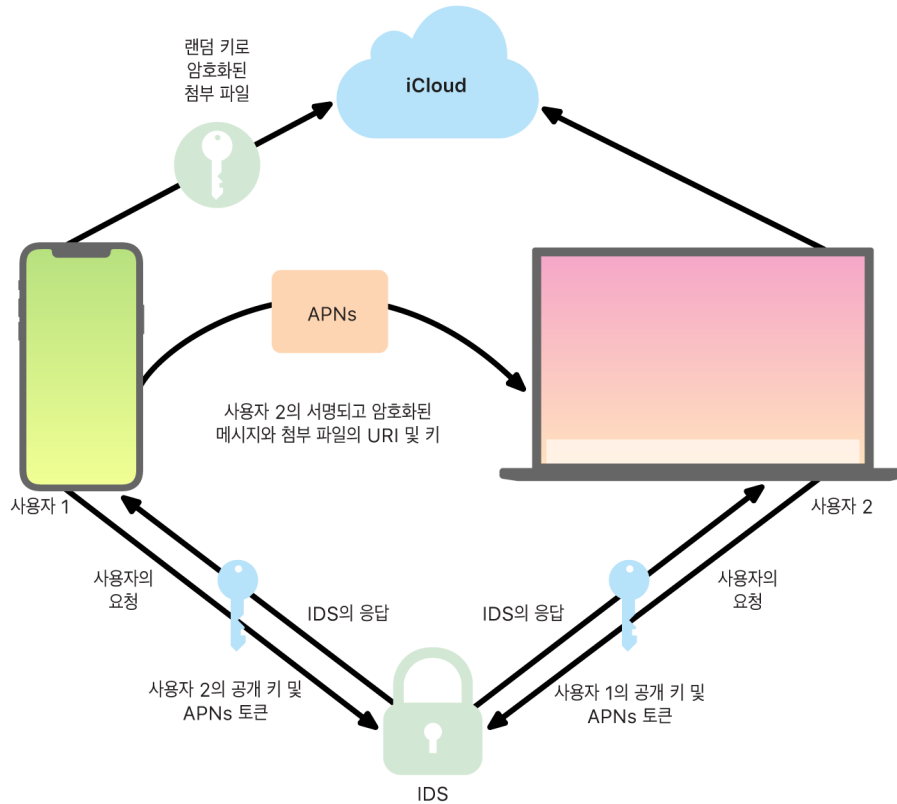 랜덤 키로
암호화된
첨부 파일
iCloud
APNs
사용자 2의 서명되고 암호화된
메시지와 첨부 파일의 URI 및 키
사용자 1
사용자 2
사용자의
요청
IDS의 응답
IDS의 응답
사용자의
요청
사용자 2의 공개 키 및
APNs 토큰
사용자 1의 공개 키 및
APNs 토큰
IDS